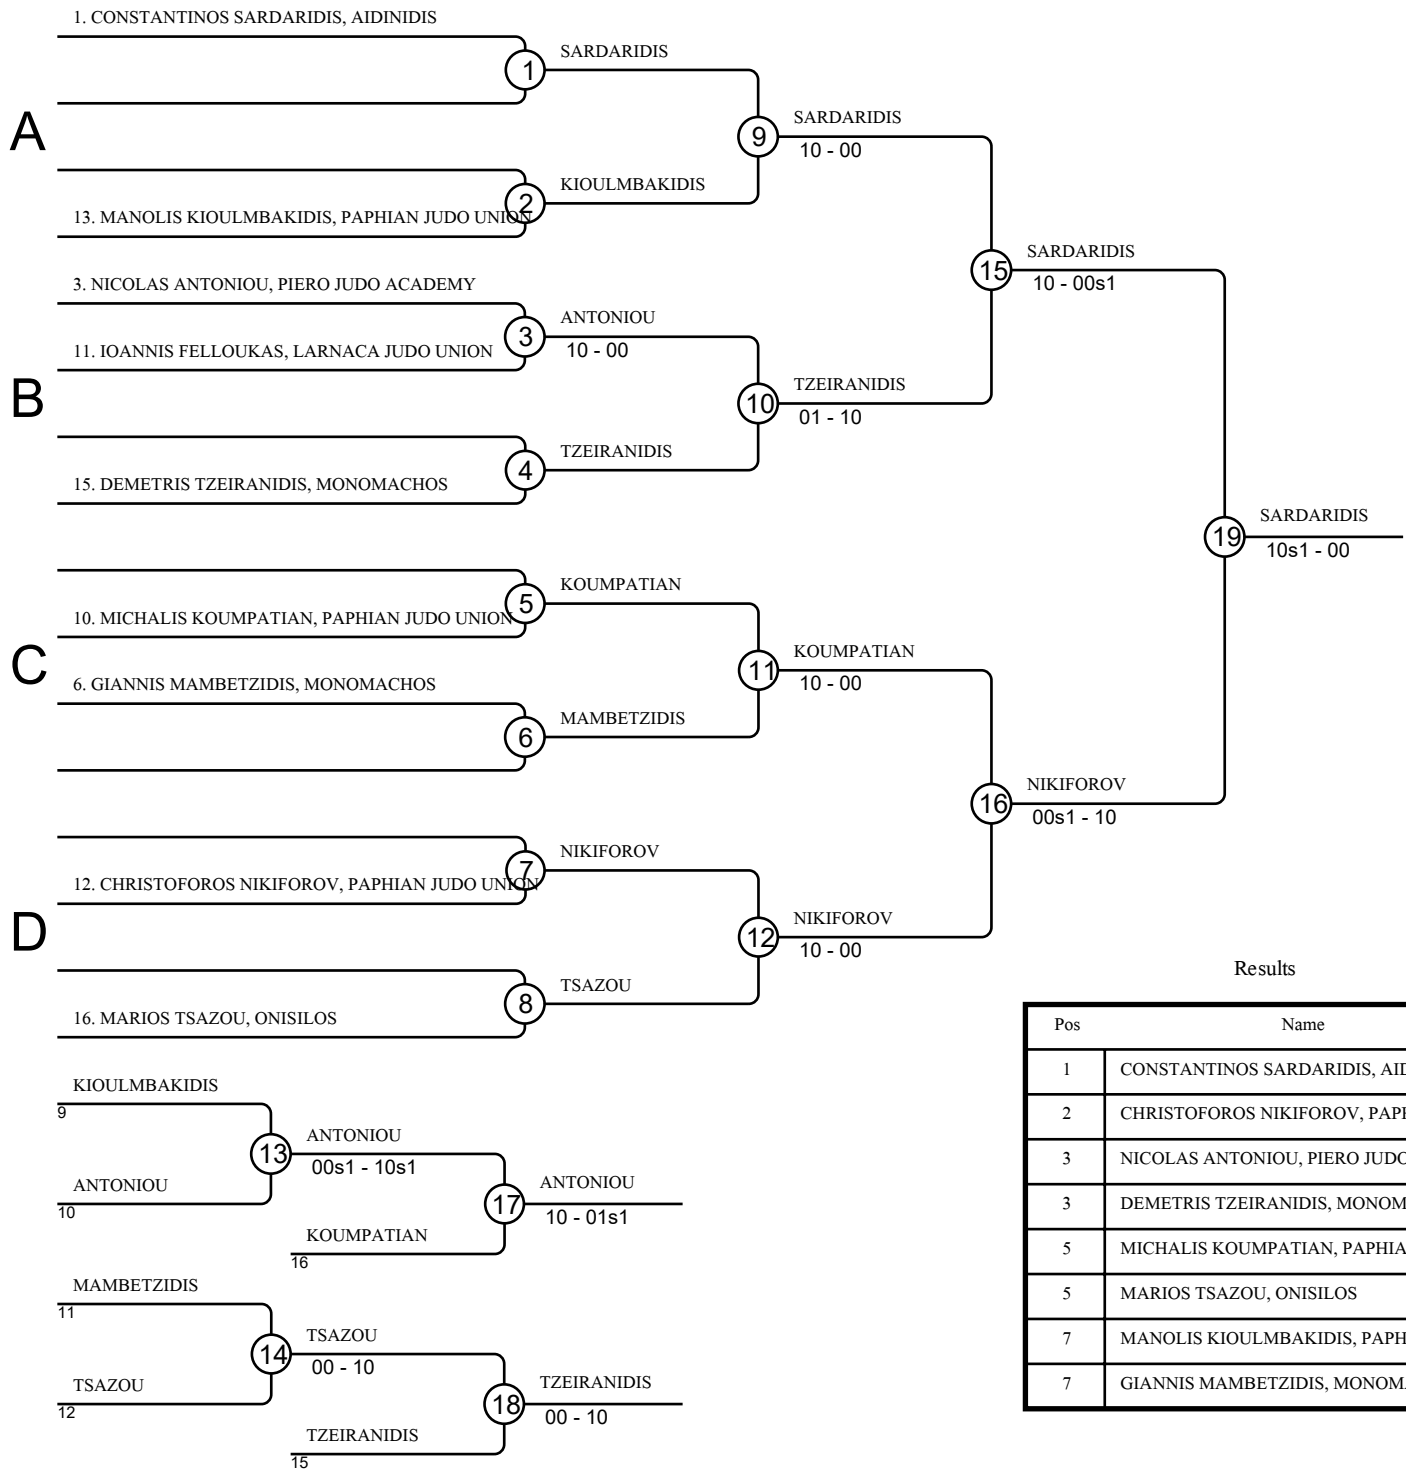 1. CONSTANTINOS SARDARIDIS, AIDINIDIS
1
SARDARIDIS
A
9
SARDARIDIS
10 - 00
2
KIOULMBAKIDIS
13. MANOLIS KIOULMBAKIDIS, PAPHIAN JUDO UNION
15
SARDARIDIS
10 - 00s1
3. NICOLAS ANTONIOU, PIERO JUDO ACADEMY
3
ANTONIOU
10 - 00
11. IOANNIS FELLOUKAS, LARNACA JUDO UNION
B
10
TZEIRANIDIS
01 - 10
4
TZEIRANIDIS
15. DEMETRIS TZEIRANIDIS, MONOMACHOS
19
SARDARIDIS
10s1 - 00
5
KOUMPATIAN
10. MICHALIS KOUMPATIAN, PAPHIAN JUDO UNION
C
11
KOUMPATIAN
10 - 00
6. GIANNIS MAMBETZIDIS, MONOMACHOS
6
MAMBETZIDIS
16
NIKIFOROV
00s1 - 10
7
NIKIFOROV
12. CHRISTOFOROS NIKIFOROV, PAPHIAN JUDO UNION
D
12
NIKIFOROV
10 - 00
8
TSAZOU
16. MARIOS TSAZOU, ONISILOS
KIOULMBAKIDIS
9
13
ANTONIOU
00s1 - 10s1
ANTONIOU
10
17
ANTONIOU
10 - 01s1
KOUMPATIAN
16
MAMBETZIDIS
11
14
TSAZOU
00 - 10
TSAZOU
12
18
TZEIRANIDIS
00 - 10
TZEIRANIDIS
15
Results
Pos Name
1 CONSTANTINOS SARDARIDIS, AID
2 CHRISTOFOROS NIKIFOROV, PAPH
3 NICOLAS ANTONIOU, PIERO JUDO
3 DEMETRIS TZEIRANIDIS, MONOM
5 MICHALIS KOUMPATIAN, PAPHIA
5 MARIOS TSAZOU, ONISILOS
7 MANOLIS KIOULMBAKIDIS, PAPH
7 GIANNIS MAMBETZIDIS, MONOMA